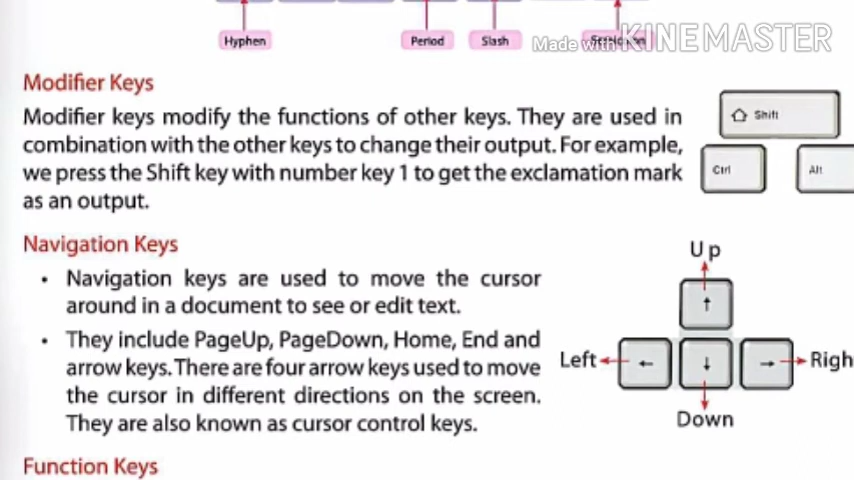 Hyphen
Period
Slash
Made with KINEMASTER
Modifier Keys
Modifier keys modify the functions of other keys. They are used in
combination with the other keys to change their output. For example,
we press the Shift key with number key 1 to get the exclamation mark
as an output.
Shift
Ctrl
Alt
Navigation Keys
• Navigation keys are used to move the cursor
around in a document to see or edit text.
• They include PageUp, PageDown, Home, End and
arrow keys. There are four arrow keys used to move
the cursor in different directions on the screen.
They are also known as cursor control keys.
Up
↑
Left
←
↓
→
Righ
Down
Function Keys